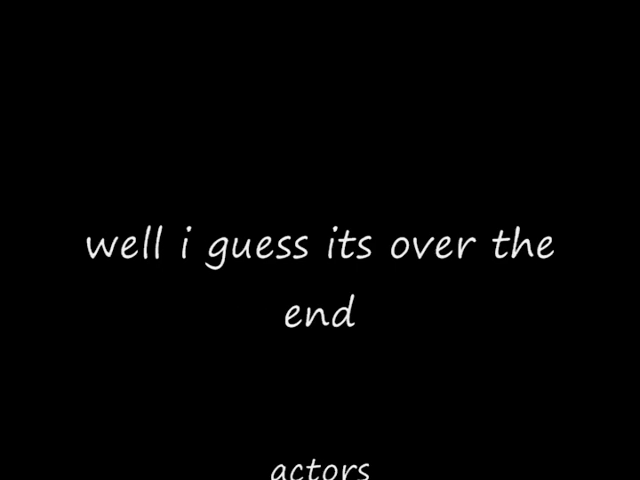 well i guess its over the
end
actors